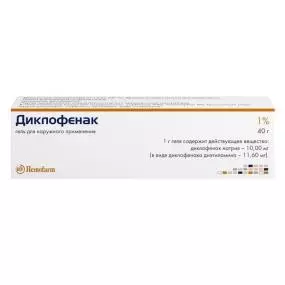 Диклофенак
гель для наружного применения
1%
40 г
1 г геля содержит действующее вещество:
диклофенак натрия – 10,00 мг
(в виде диклофенака диэтиламина – 11,60 мг).
Hemofarm